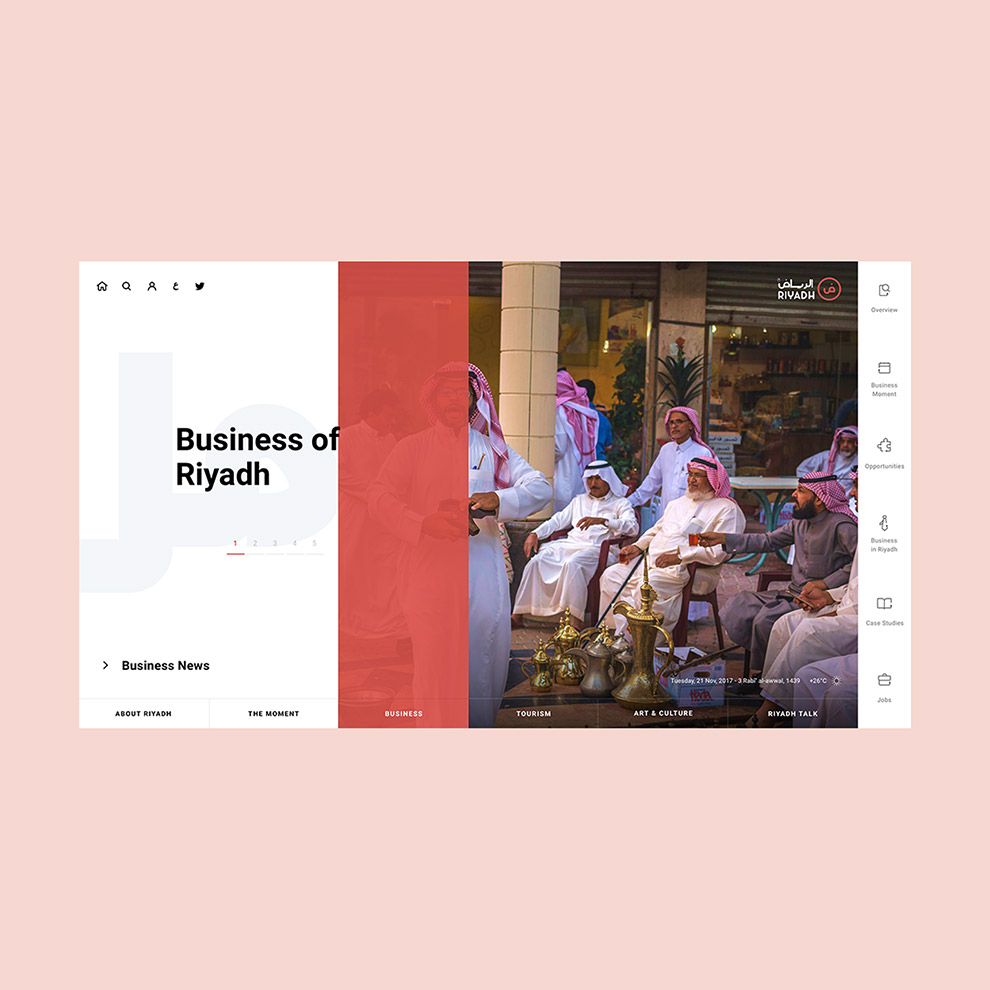 ع
الرياض
RIYADH
ض
Overview
Business
Moment
Opportunities
Business
in Riyadh
Case Studies
Jobs
Business of
Riyadh
1 2 3 4 5
Business News
Tuesday, 21 Nov, 2017 - 3 Rabi' al-awwal, 1439 +26°C
ABOUT RIYADH
THE MOMENT
BUSINESS
TOURISM
ART & CULTURE
RIYADH TALK